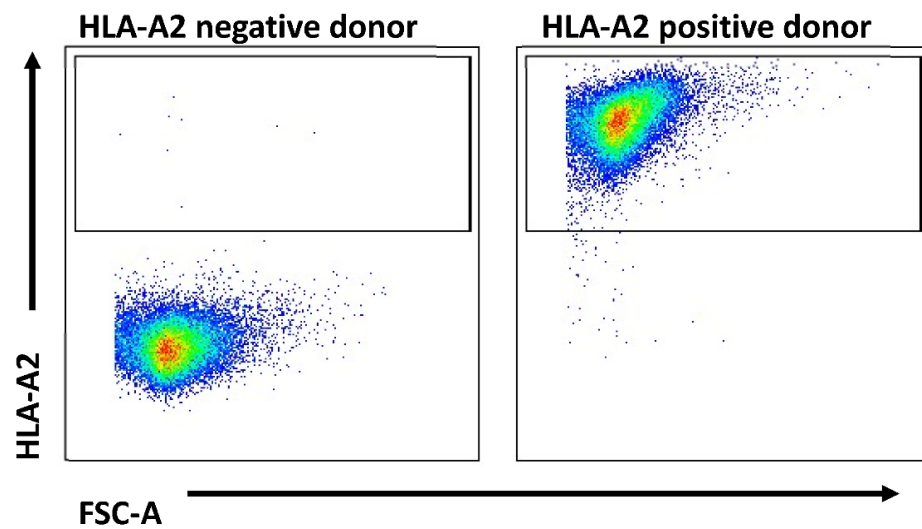 HLA-A2 negative donor
HLA-A2 positive donor
HLA-A2
FSC-A